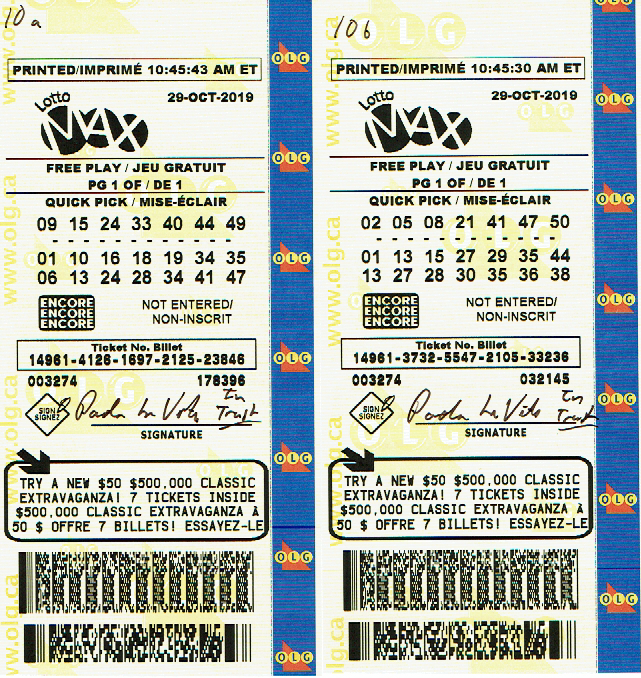 10a
PRINTED/IMPRIMÉ 10:45:43 AM ET
29-OCT-2019
Lotto
MAX
FREE PLAY / JEU GRATUIT
PG 1 OF / DE 1
QUICK PICK / MISE-ÉCLAIR
09 15 24 33 40 44 49
- - - - - - - - - - - - -
01 10 16 18 19 34 35
06 13 24 28 34 41 47
ENCORE
ENCORE
ENCORE
NOT ENTERED/
NON-INSCRIT
Ticket No. Billet
14961-4126-1697-2125-23846
003274 178396
SIGN
SIGNEZ
In
Trust
SIGNATURE
TRY A NEW $50 $500,000 CLASSIC
EXTRAVAGANZA! 7 TICKETS INSIDE
$500,000 CLASSIC EXTRAVAGANZA À
50 $ OFFRE 7 BILLETS! ESSAYEZ-LE
www.olg.ca
OLG
10b
PRINTED/IMPRIMÉ 10:45:30 AM ET
29-OCT-2019
Lotto
MAX
FREE PLAY / JEU GRATUIT
PG 1 OF / DE 1
QUICK PICK / MISE-ÉCLAIR
02 05 08 21 41 47 50
- - - - - - - - - - - - -
01 13 15 27 29 35 44
13 27 28 30 35 36 38
ENCORE
ENCORE
ENCORE
NOT ENTERED/
NON-INSCRIT
Ticket No. Billet
14961-3732-5547-2105-33236
003274 032145
SIGN
SIGNEZ
In
Trust
SIGNATURE
TRY A NEW $50 $500,000 CLASSIC
EXTRAVAGANZA! 7 TICKETS INSIDE
$500,000 CLASSIC EXTRAVAGANZA À
50 $ OFFRE 7 BILLETS! ESSAYEZ-LE
www.olg.ca
OLG